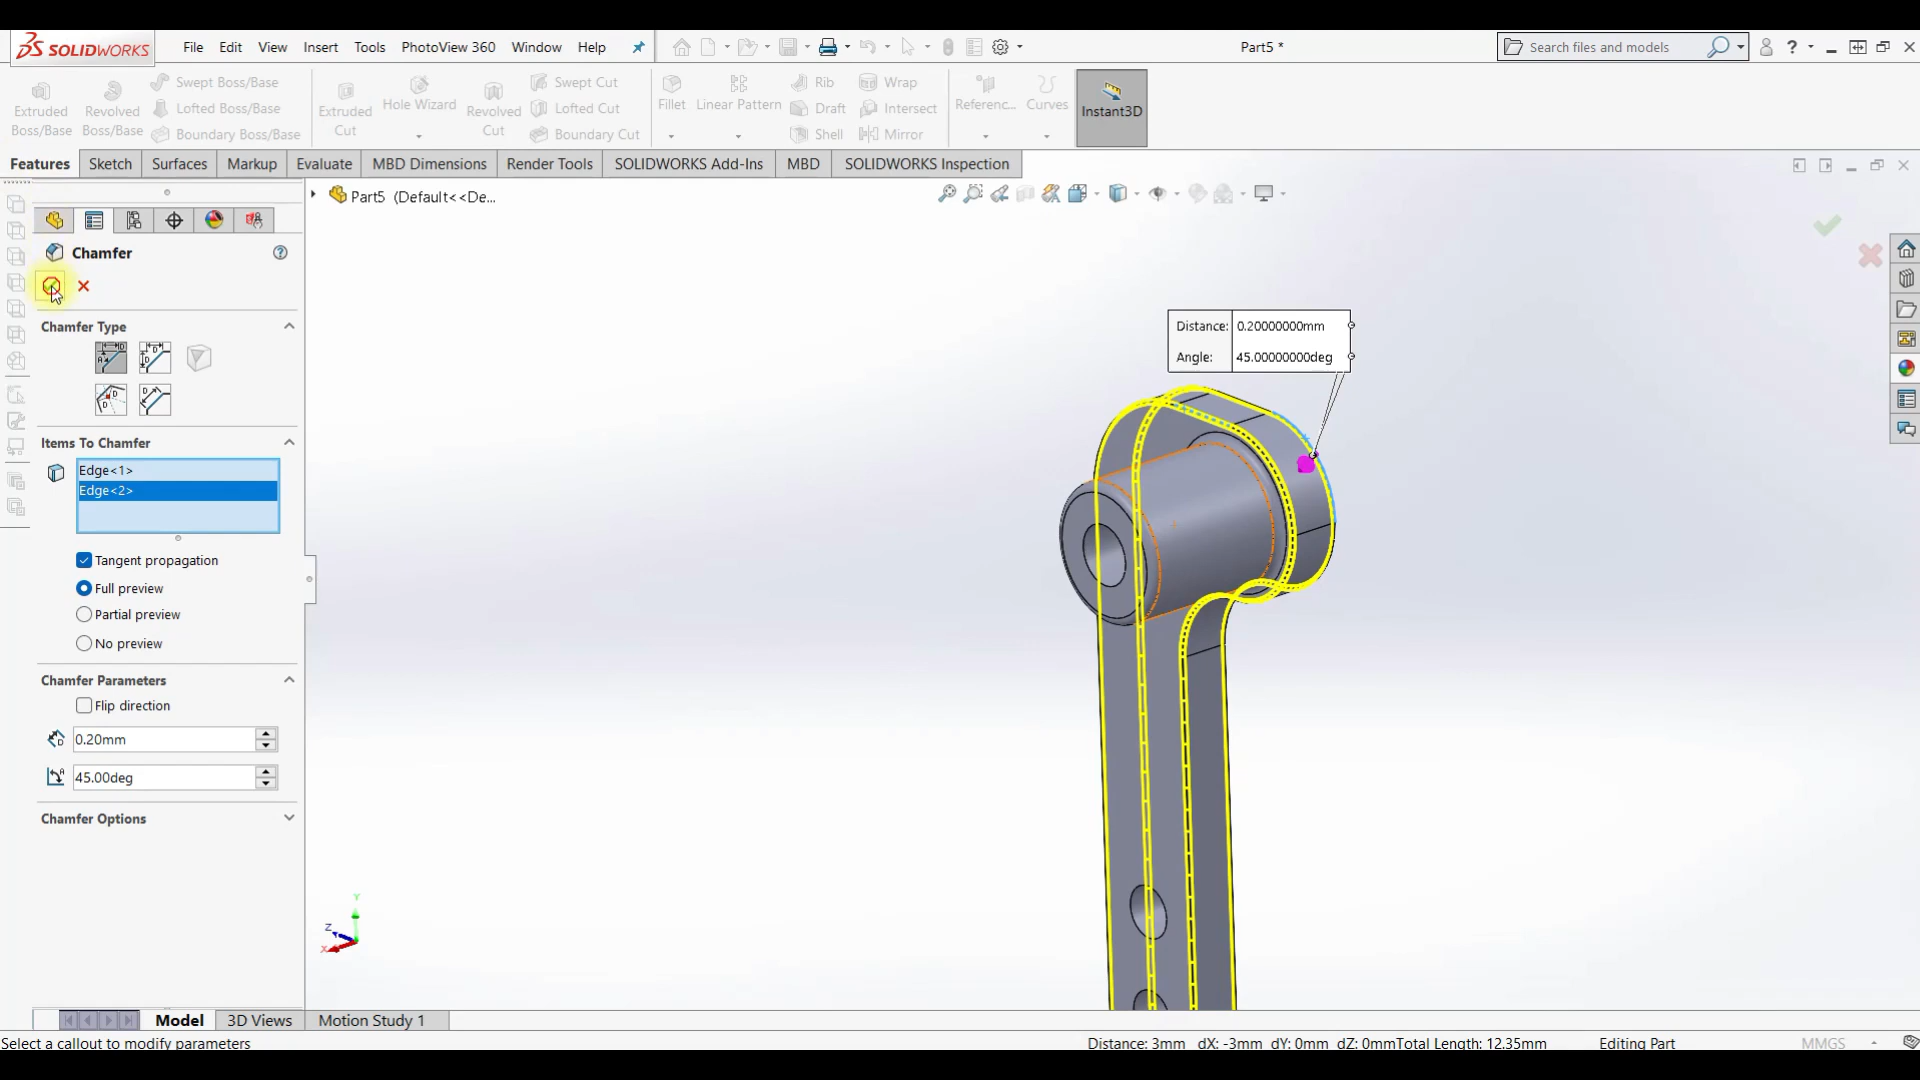 SOLIDWORKS File Edit View Insert Tools PhotoView 360 Window Help Part5 * Search files and models ?
Extruded Boss/Base Revolved Boss/Base Swept Boss/Base Lofted Boss/Base Boundary Boss/Base Extruded Cut Hole Wizard Revolved Cut Swept Cut Lofted Cut Boundary Cut Fillet Linear Pattern Rib Draft Shell Wrap Intersect Mirror Referenc... Curves Instant3D
Features Sketch Surfaces Markup Evaluate MBD Dimensions Render Tools SOLIDWORKS Add-Ins MBD SOLIDWORKS Inspection
Part5 (Default<<De...
Chamfer
Chamfer Type
Items To Chamfer
Edge<1>
Edge<2>
Tangent propagation
Full preview
Partial preview
No preview
Chamfer Parameters
Flip direction
0.20mm
45.00deg
Chamfer Options
Distance: 0.20000000mm
Angle: 45.00000000deg
Y
Z
X
Model 3D Views Motion Study 1
Select a callout to modify parameters Distance: 3mm dX: -3mm dY: 0mm dZ: 0mmTotal Length: 12.35mm Editing Part MMGS